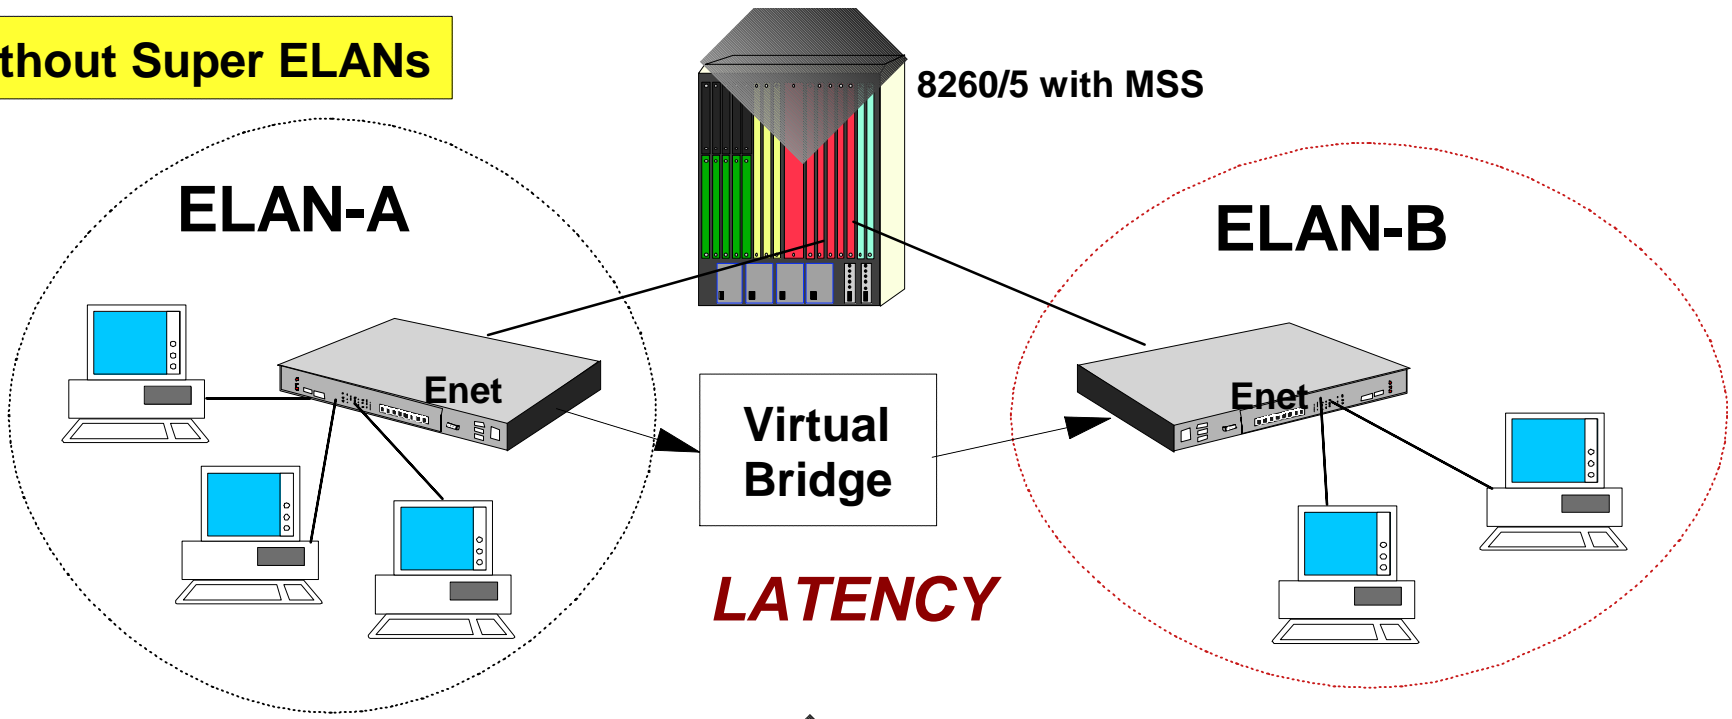 thout Super ELANs
8260/5 with MSS
ELAN-A
ELAN-B
Enet
Enet
Virtual
Bridge
LATENCY